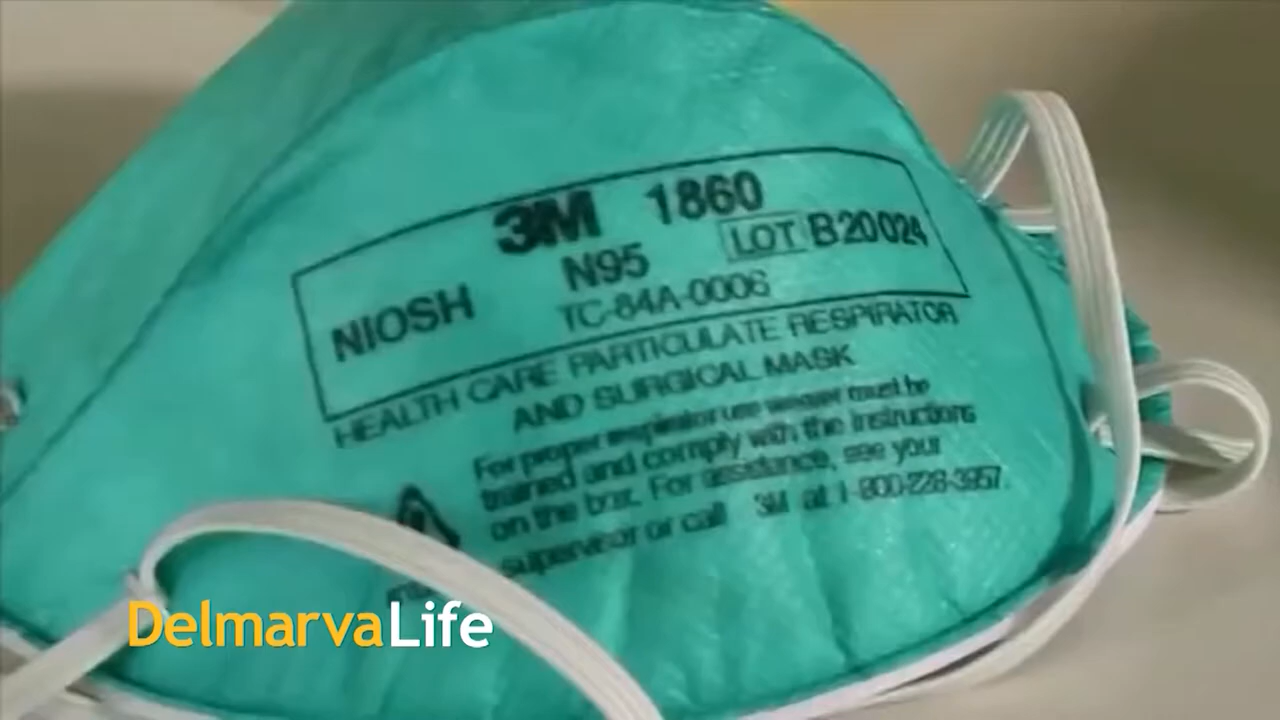 3M 1860
N95 LOT B20024
NIOSH TC-84A-0006
HEALTH CARE PARTICULATE RESPIRATOR
AND SURGICAL MASK
For proper respirator use wearer must be
trained and comply with the instructions
on the box. For assistance, see your
supervisor or call 3M at 1-800-228-3957.
DelmarvaLife